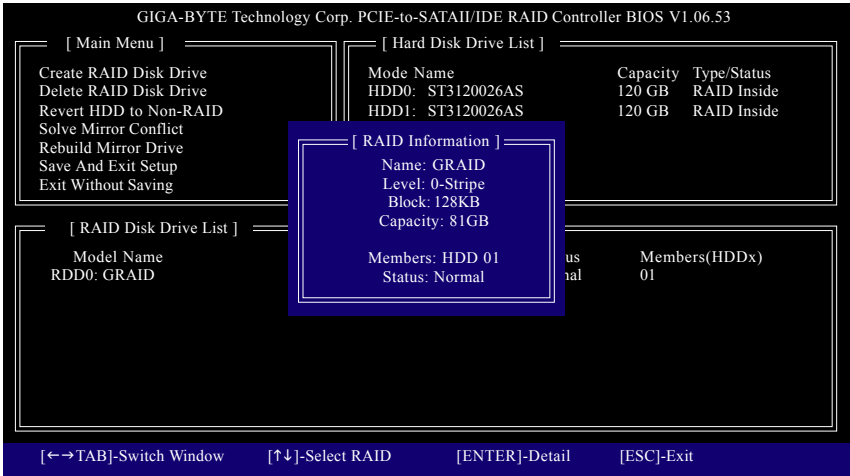 GIGA-BYTE Technology Corp. PCIE-to-SATAII/IDE RAID Controller BIOS V1.06.53
[ Main Menu ]
Create RAID Disk Drive
Delete RAID Disk Drive
Revert HDD to Non-RAID
Solve Mirror Conflict
Rebuild Mirror Drive
Save And Exit Setup
Exit Without Saving
[ Hard Disk Drive List ]
Mode Name Capacity Type/Status
HDD0: ST3120026AS 120 GB RAID Inside
HDD1: ST3120026AS 120 GB RAID Inside
[ RAID Information ]
Name: GRAID
Level: 0-Stripe
Block: 128KB
Capacity: 81GB
Members: HDD 01
Status: Normal
[ RAID Disk Drive List ]
Model Name us Members(HDDx)
RDD0: GRAID nal 01
[←→TAB]-Switch Window [↑↓]-Select RAID [ENTER]-Detail [ESC]-Exit